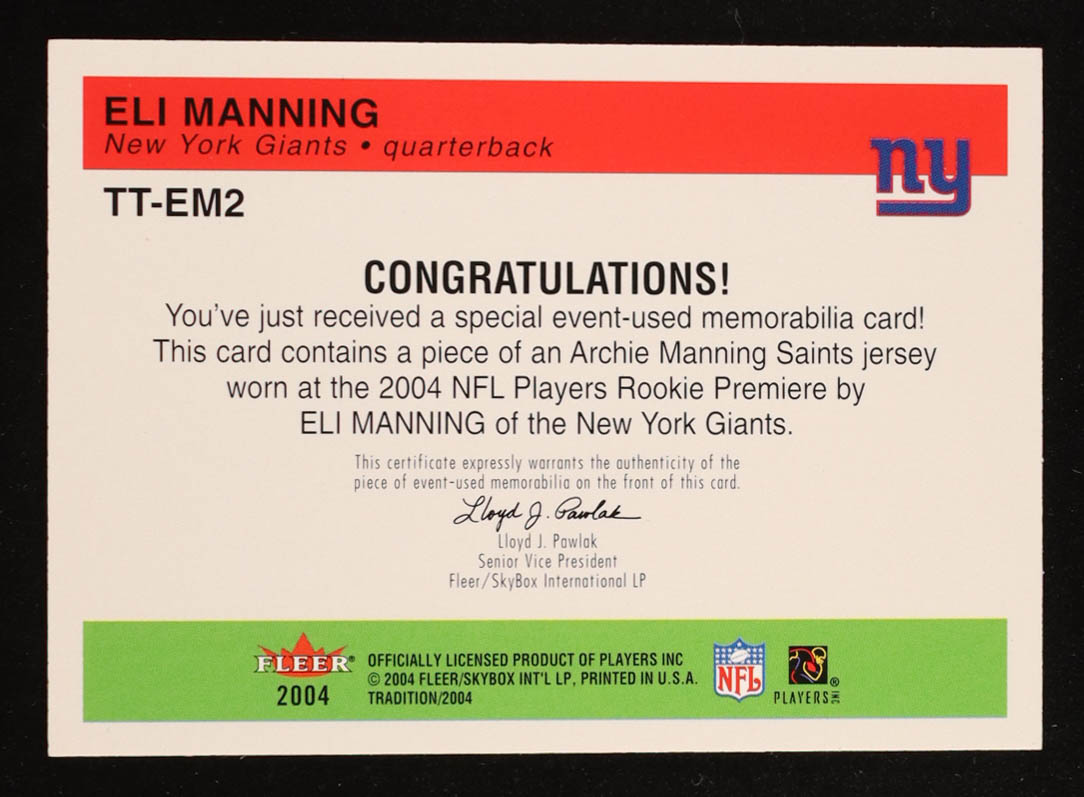 ELI MANNING
New York Giants • quarterback
ny
TT-EM2
CONGRATULATIONS!
You've just received a special event-used memorabilia card!
This card contains a piece of an Archie Manning Saints jersey
worn at the 2004 NFL Players Rookie Premiere by
ELI MANNING of the New York Giants.
This certificate expressly warrants the authenticity of the
piece of event-used memorabilia on the front of this card.
Lloyd J. Pawlak
Lloyd J. Pawlak
Senior Vice President
Fleer/SkyBox International LP
FLEER®
2004
OFFICIALLY LICENSED PRODUCT OF PLAYERS INC
© 2004 FLEER/SKYBOX INT'L LP, PRINTED IN U.S.A.
TRADITION/2004
NFL
PLAYERS INC ®